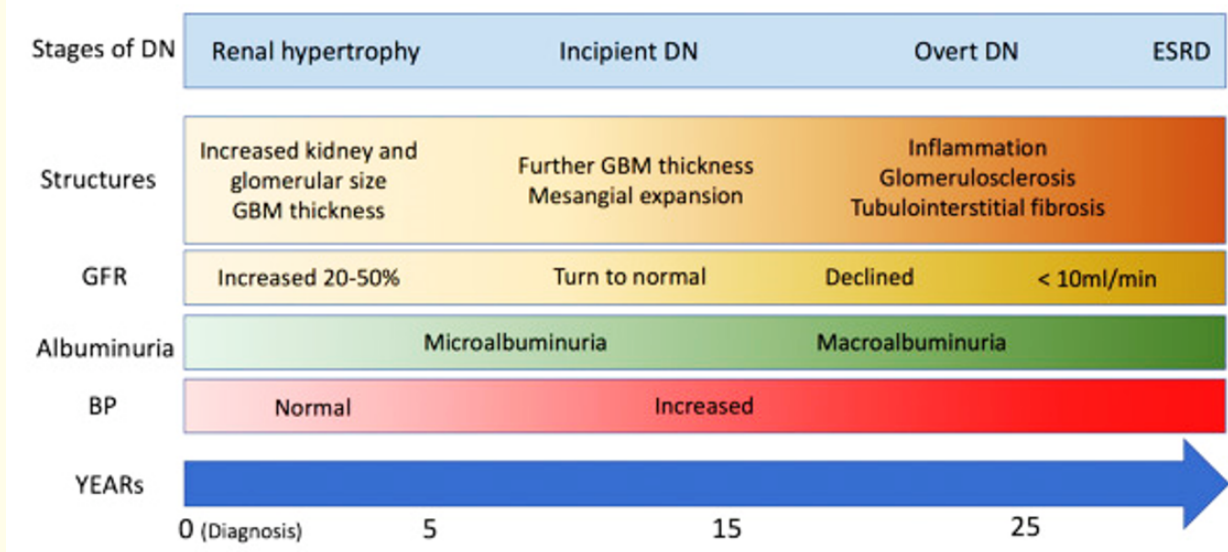 Stages of DN
Renal hypertrophy
Incipient DN
Overt DN
ESRD
Structures
Increased kidney and
glomerular size
GBM thickness
Further GBM thickness
Mesangial expansion
Inflammation
Glomerulosclerosis
Tubulointerstitial fibrosis
GFR
Increased 20-50%
Turn to normal
Declined
< 10ml/min
Albuminuria
Microalbuminuria
Macroalbuminuria
BP
Normal
Increased
YEARs
0 (Diagnosis)
5
15
25